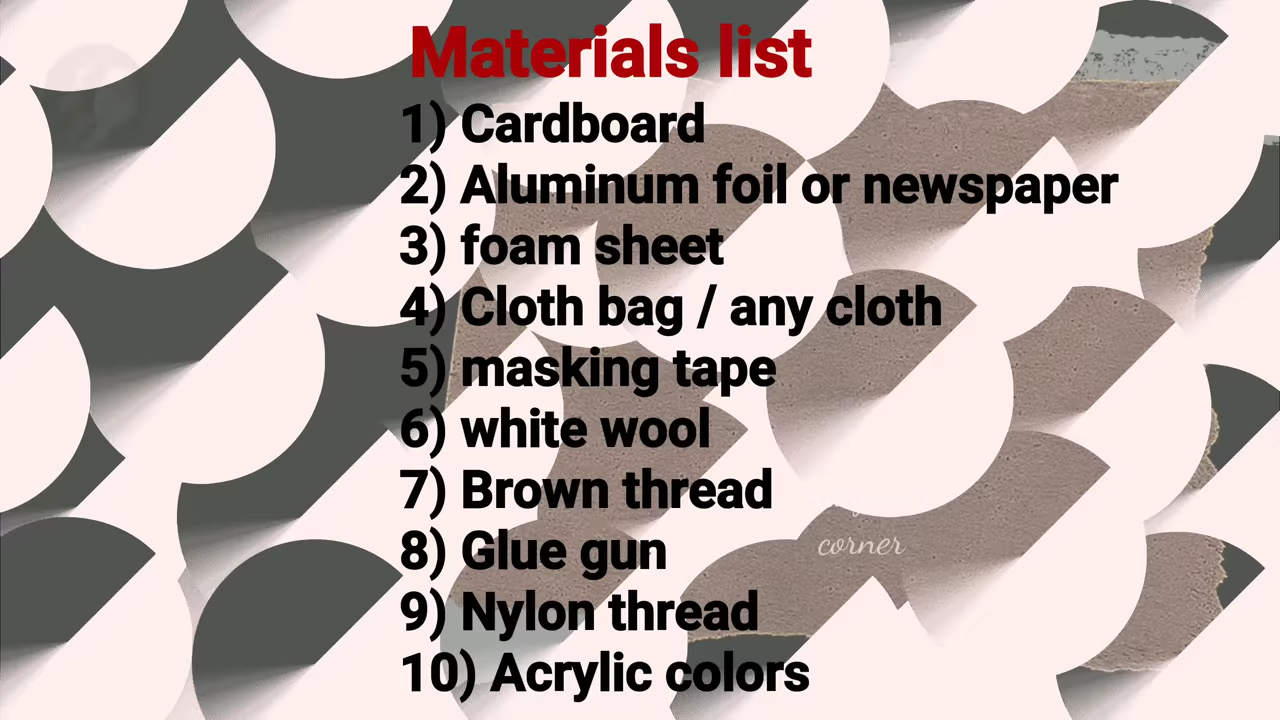 Materials list
1) Cardboard
2) Aluminum foil or newspaper
3) foam sheet
4) Cloth bag / any cloth
5) masking tape
6) white wool
7) Brown thread
8) Glue gun
corner
9) Nylon thread
10) Acrylic colors